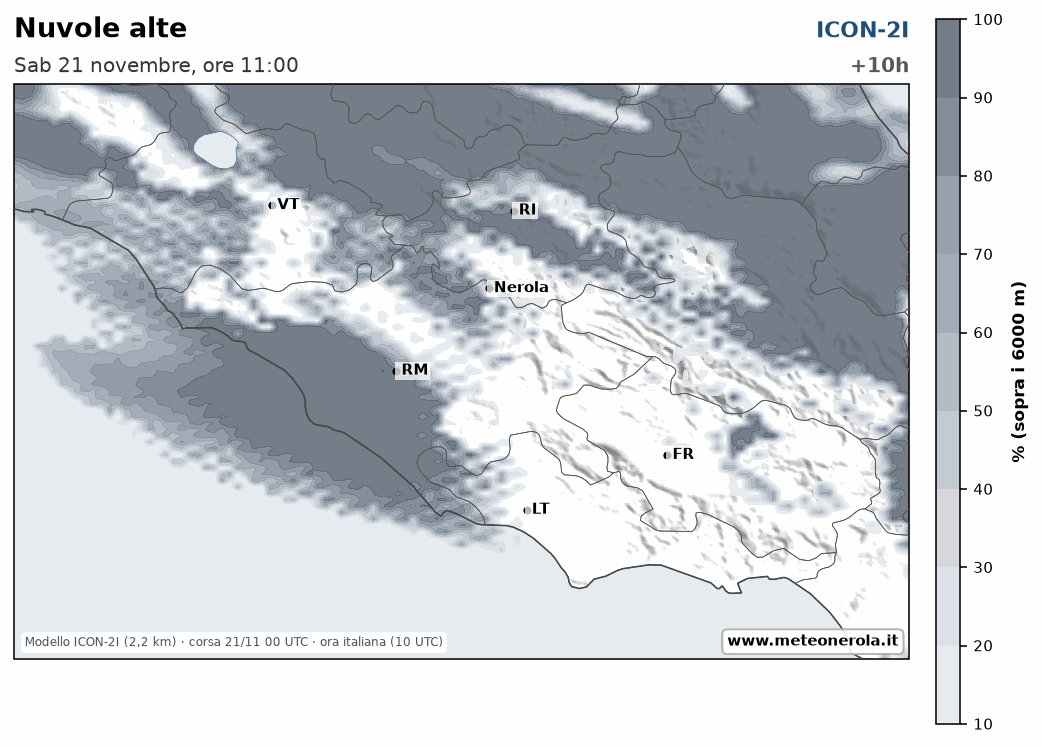 Nuvole alte
ICON-2I
Sab 21 novembre, ore 11:00
+10h
100
90
80
70
60
50
40
30
20
10
% (sopra i 6000 m)
VT
RI
Nerola
RM
FR
LT
Modello ICON-2I (2,2 km) · corsa 21/11 00 UTC · ora italiana (10 UTC)
www.meteonerola.it